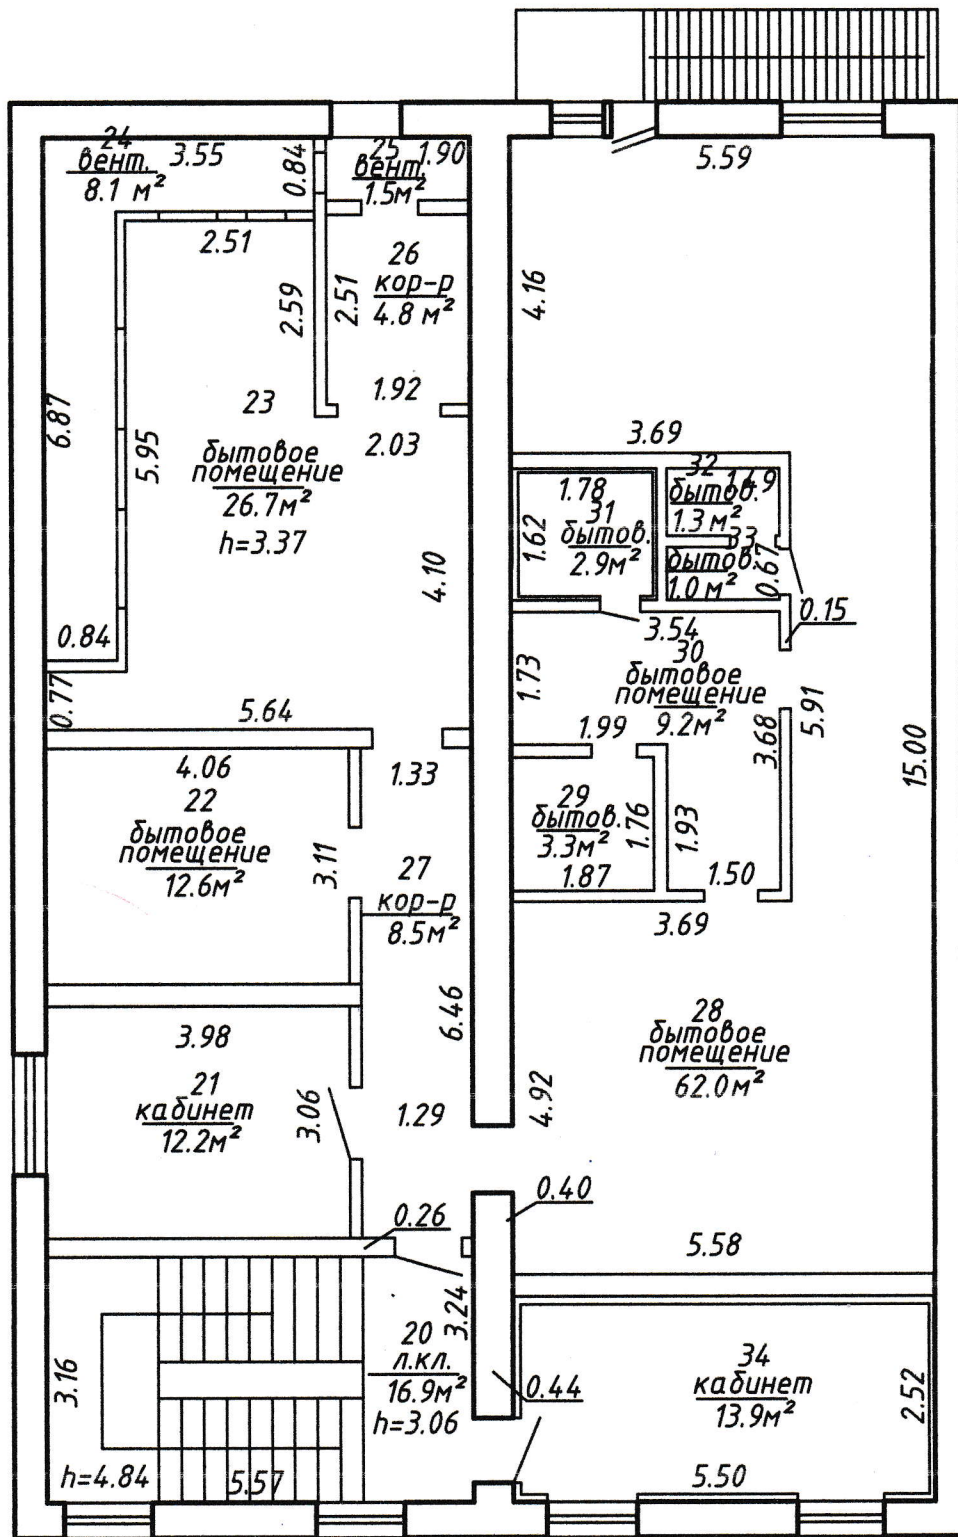 24
вент.
8.1 м²
3.55
0.84
25
вент.
1.5м²
1.90
5.59
2.51
2.59
2.51
26
кор-р
4.8 м²
4.16
1.92
2.03
6.87
5.95
23
бытовое
помещение
26.7м²
h=3.37
4.10
0.84
0.77
5.64
3.69
1.78
31
бытов.
2.9м²
1.62
32
1.49
бытов.
1.3 м²
33
бытов.
1.0 м²
0.67
0.15
3.54
30
бытовое
помещение
9.2м²
1.73
1.99
3.68
5.91
15.00
4.06
22
бытовое
помещение
12.6м²
3.11
1.33
27
кор-р
8.5м²
29
бытов.
3.3м²
1.87
1.76
1.93
1.50
3.69
6.46
3.98
21
кабинет
12.2м²
3.06
1.29
4.92
28
бытовое
помещение
62.0м²
0.26
0.40
5.58
3.16
3.24
20
л.кл.
16.9м²
h=3.06
0.44
34
кабинет
13.9м²
2.52
h=4.84
5.57
5.50